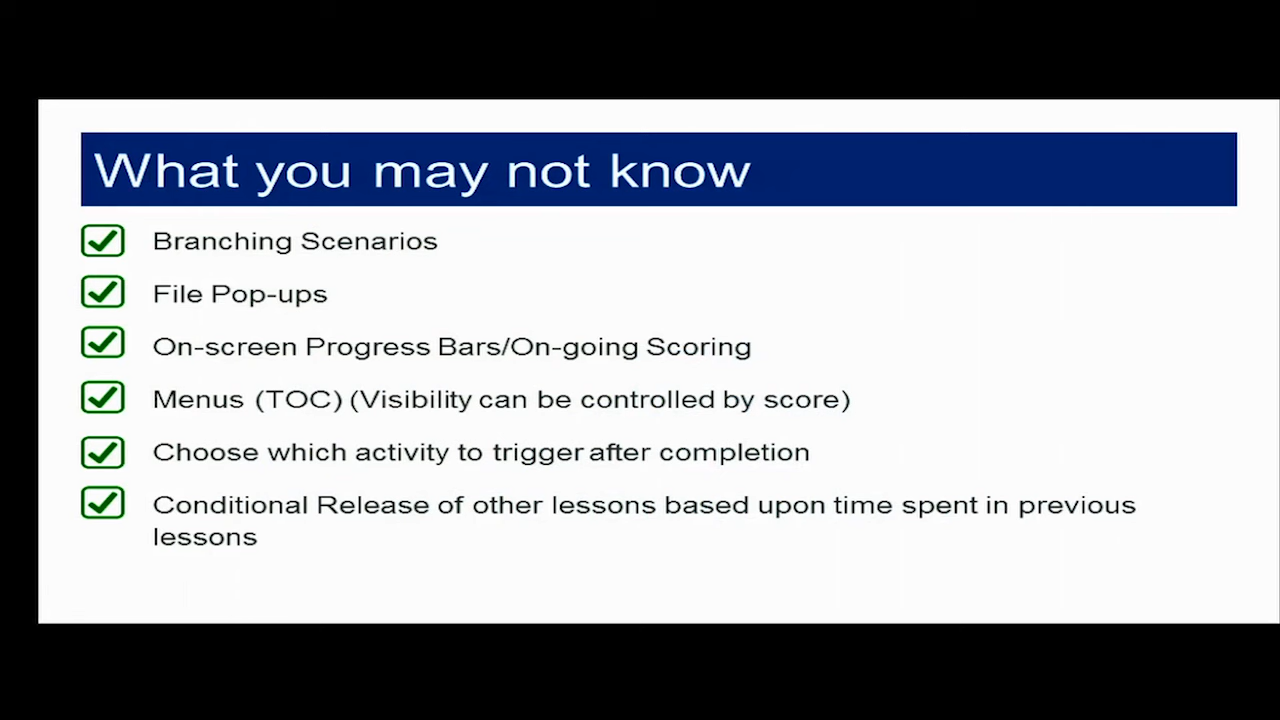 What you may not know
Branching Scenarios
File Pop-ups
On-screen Progress Bars/On-going Scoring
Menus (TOC) (Visibility can be controlled by score)
Choose which activity to trigger after completion
Conditional Release of other lessons based upon time spent in previous
lessons